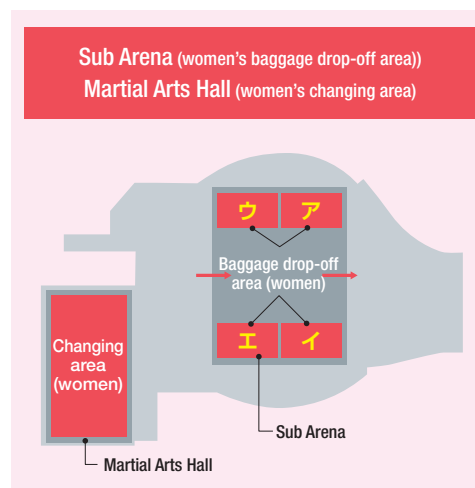 Sub Arena (women's baggage drop-off area))
Martial Arts Hall (women's changing area)
ウ ア
Baggage drop-off
area (women)
エ イ
Changing
area
(women)
Sub Arena
Martial Arts Hall